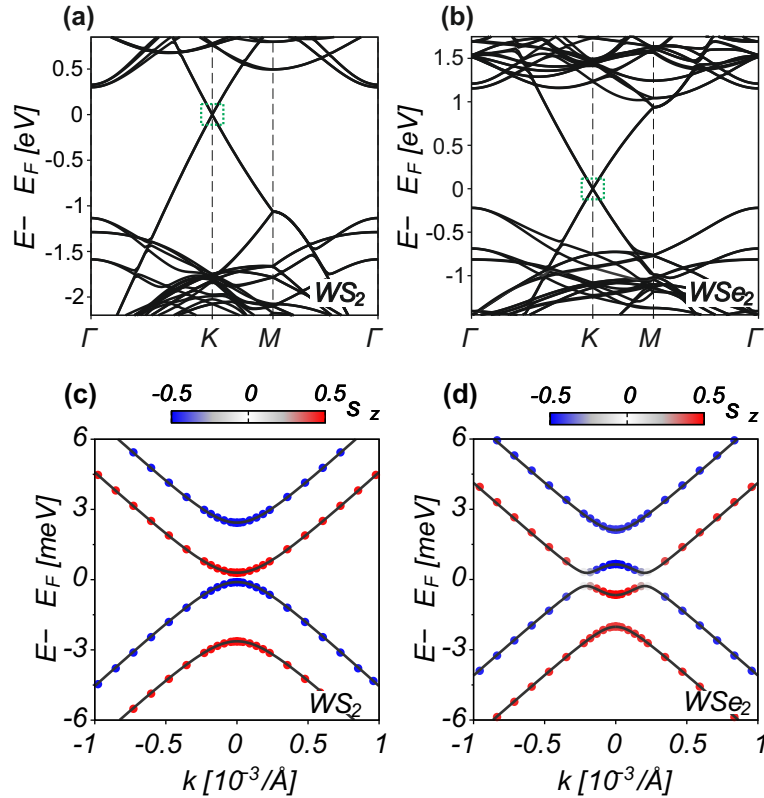 (a)
0.5
0
-0.5
-1
-1.5
-2
E− E_F [eV]
WS₂
Γ K M Γ
(b)
1.5
1
0.5
0
-0.5
-1
E− E_F [eV]
WSe₂
Γ K M Γ
(c)
-0.5 0 0.5
S z
6
3
0
-3
-6
E− E_F [meV]
WS₂
-1 -0.5 0 0.5 1
k [10⁻³/Å]
(d)
-0.5 0 0.5
S z
6
3
0
-3
-6
E− E_F [meV]
WSe₂
-1 -0.5 0 0.5 1
k [10⁻³/Å]